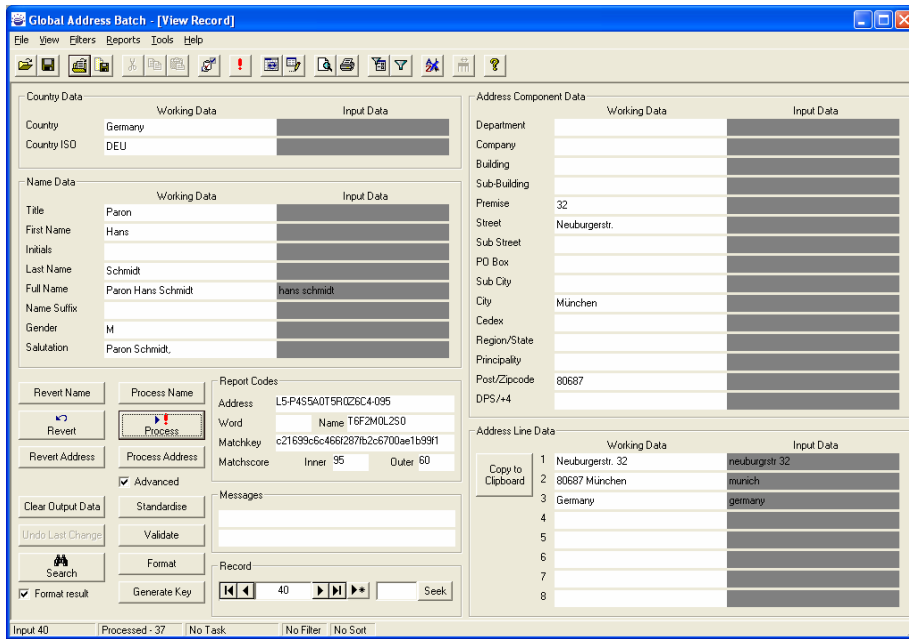 Global Address Batch - [View Record]
File View Filters Reports Tools Help
Country Data
Working Data Input Data
Country Germany
Country ISO DEU
Name Data
Working Data Input Data
Title Paron
First Name Hans
Initials
Last Name Schmidt
Full Name Paron Hans Schmidt hans schmidt
Name Suffix
Gender M
Salutation Paron Schmidt,
Revert Name Process Name
Revert Process
Revert Address Process Address
Advanced
Clear Output Data Standardise
Undo Last Change Validate
Search Format
Format result Generate Key
Report Codes
Address L5-P4S5A0T5R0Z6C4-095
Word Name T6F2M0L2S0
Matchkey c21699c6c466f287fb2c6700ae1b99f1
Matchscore Inner 95 Outer 60
Messages
Record
40 Seek
Address Component Data
Working Data Input Data
Department
Company
Building
Sub-Building
Premise 32
Street Neuburgerstr.
Sub Street
PO Box
Sub City
City München
Cedex
Region/State
Principality
Post/Zipcode 80687
DPS/+4
Address Line Data
Working Data Input Data
Copy to Clipboard
1 Neuburgerstr. 32 neuburgrstr 32
2 80687 München munich
3 Germany germany
4
5
6
7
8
Input 40 Processed - 37 No Task No Filter No Sort